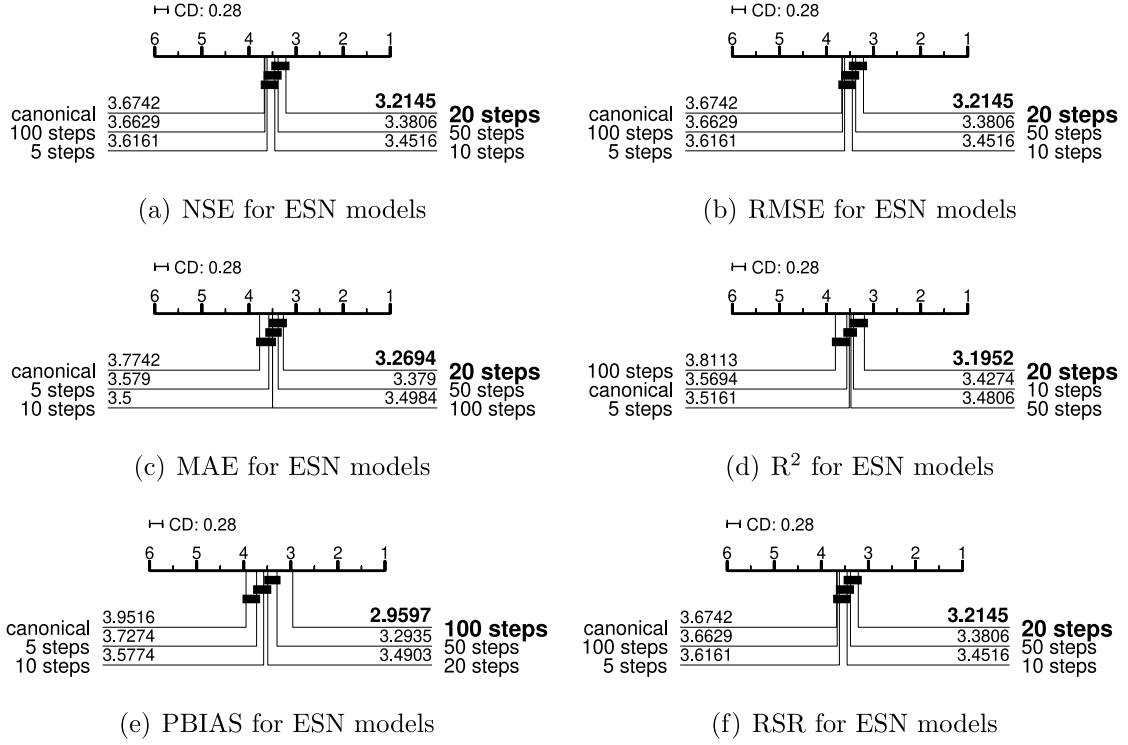 CD: 0.28
6 5 4 3 2 1
canonical 3.6742 3.2145 20 steps
100 steps 3.6629 3.3806 50 steps
5 steps 3.6161 3.4516 10 steps
(a) NSE for ESN models
CD: 0.28
6 5 4 3 2 1
canonical 3.6742 3.2145 20 steps
100 steps 3.6629 3.3806 50 steps
5 steps 3.6161 3.4516 10 steps
(b) RMSE for ESN models
CD: 0.28
6 5 4 3 2 1
canonical 3.7742 3.2694 20 steps
5 steps 3.579 3.379 50 steps
10 steps 3.5 3.4984 100 steps
(c) MAE for ESN models
CD: 0.28
6 5 4 3 2 1
100 steps 3.8113 3.1952 20 steps
canonical 3.5694 3.4274 10 steps
5 steps 3.5161 3.4806 50 steps
(d) R² for ESN models
CD: 0.28
6 5 4 3 2 1
canonical 3.9516 2.9597 100 steps
5 steps 3.7274 3.2935 50 steps
10 steps 3.5774 3.4903 20 steps
(e) PBIAS for ESN models
CD: 0.28
6 5 4 3 2 1
canonical 3.6742 3.2145 20 steps
100 steps 3.6629 3.3806 50 steps
5 steps 3.6161 3.4516 10 steps
(f) RSR for ESN models